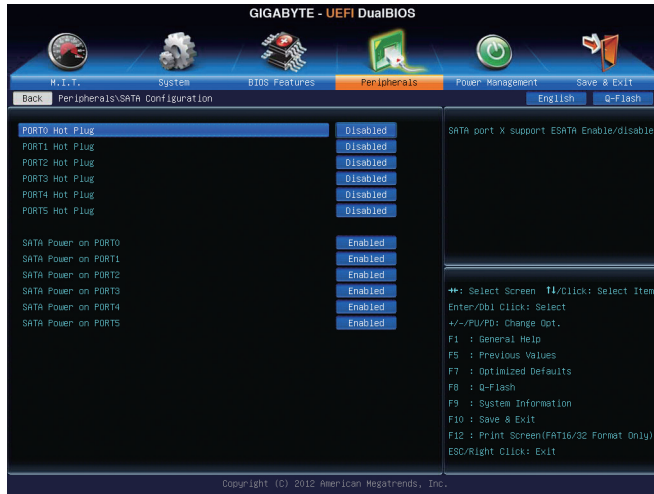 GIGABYTE - UEFI DualBIOS
M.I.T. System BIOS Features Peripherals Power Management Save & Exit
Back Peripherals\SATA Configuration English Q-Flash
PORT0 Hot Plug Disabled
PORT1 Hot Plug Disabled
PORT2 Hot Plug Disabled
PORT3 Hot Plug Disabled
PORT4 Hot Plug Disabled
PORT5 Hot Plug Disabled
SATA Power on PORT0 Enabled
SATA Power on PORT1 Enabled
SATA Power on PORT2 Enabled
SATA Power on PORT3 Enabled
SATA Power on PORT4 Enabled
SATA Power on PORT5 Enabled
SATA port X support ESATA Enable/disable
→←: Select Screen ↑↓/Click: Select Item
Enter/Dbl Click: Select
+/-/PU/PD: Change Opt.
F1 : General Help
F5 : Previous Values
F7 : Optimized Defaults
F8 : Q-Flash
F9 : System Information
F10 : Save & Exit
F12 : Print Screen(FAT16/32 Format Only)
ESC/Right Click: Exit
Copyright (C) 2012 American Megatrends, Inc.